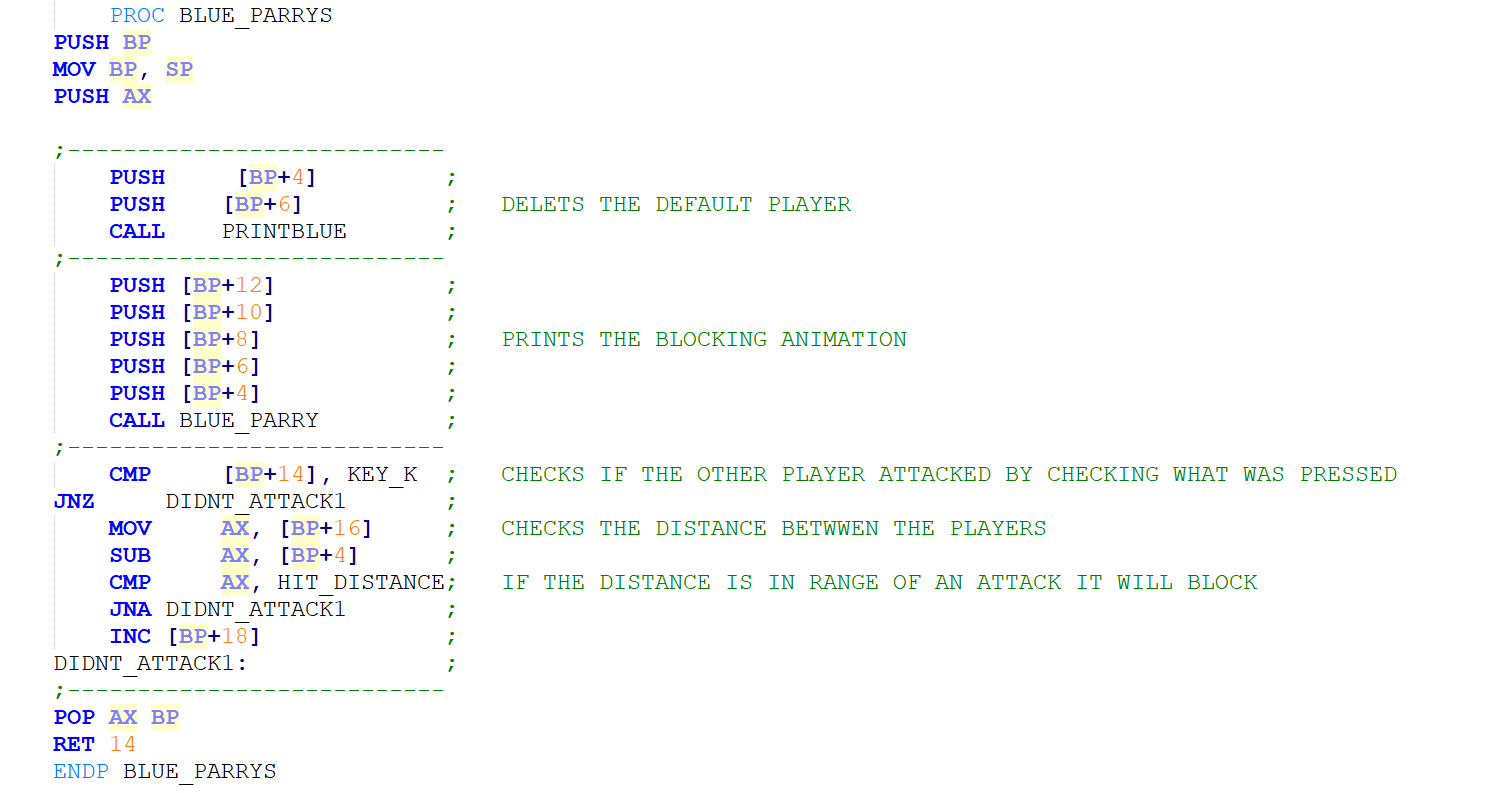 PROC BLUE_PARRYS
PUSH BP
MOV BP, SP
PUSH AX
;---------------------------
PUSH [BP+4] ;
PUSH [BP+6] ; DELETS THE DEFAULT PLAYER
CALL PRINTBLUE ;
;---------------------------
PUSH [BP+12] ;
PUSH [BP+10] ;
PUSH [BP+8] ; PRINTS THE BLOCKING ANIMATION
PUSH [BP+6] ;
PUSH [BP+4] ;
CALL BLUE_PARRY ;
;---------------------------
CMP [BP+14], KEY_K ; CHECKS IF THE OTHER PLAYER ATTACKED BY CHECKING WHAT WAS PRESSED
JNZ DIDNT_ATTACK1 ;
MOV AX, [BP+16] ; CHECKS THE DISTANCE BETWWEN THE PLAYERS
SUB AX, [BP+4] ;
CMP AX, HIT_DISTANCE; IF THE DISTANCE IS IN RANGE OF AN ATTACK IT WILL BLOCK
JNA DIDNT_ATTACK1 ;
INC [BP+18] ;
DIDNT_ATTACK1: ;
;---------------------------
POP AX BP
RET 14
ENDP BLUE_PARRYS